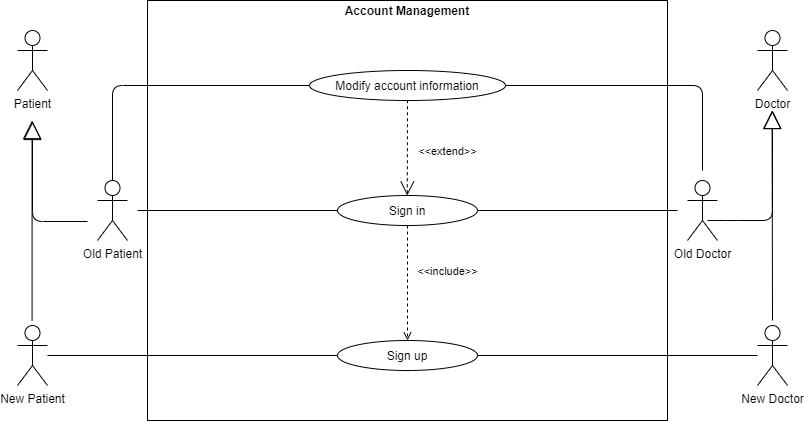 Account Management
Patient
Doctor
Modify account information
<<extend>>
Sign in
Old Patient
Old Doctor
<<include>>
Sign up
New Patient
New Doctor